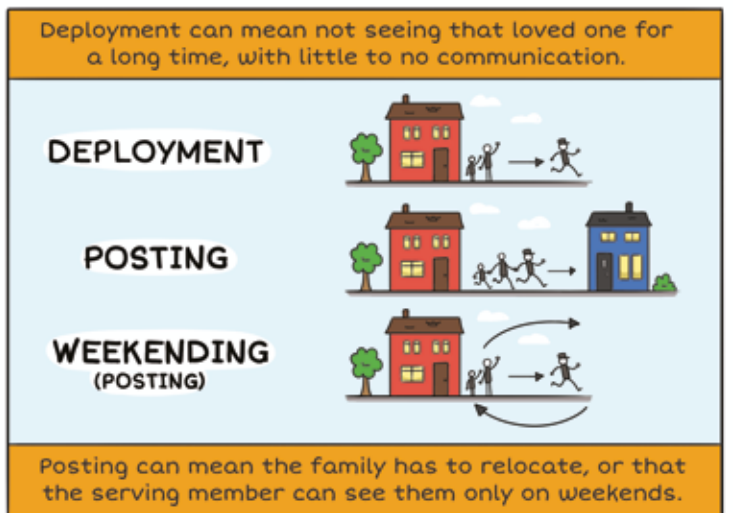 Deployment can mean not seeing that loved one for
a long time, with little to no communication.
DEPLOYMENT
POSTING
WEEKENDING
(POSTING)
Posting can mean the family has to relocate, or that
the serving member can see them only on weekends.